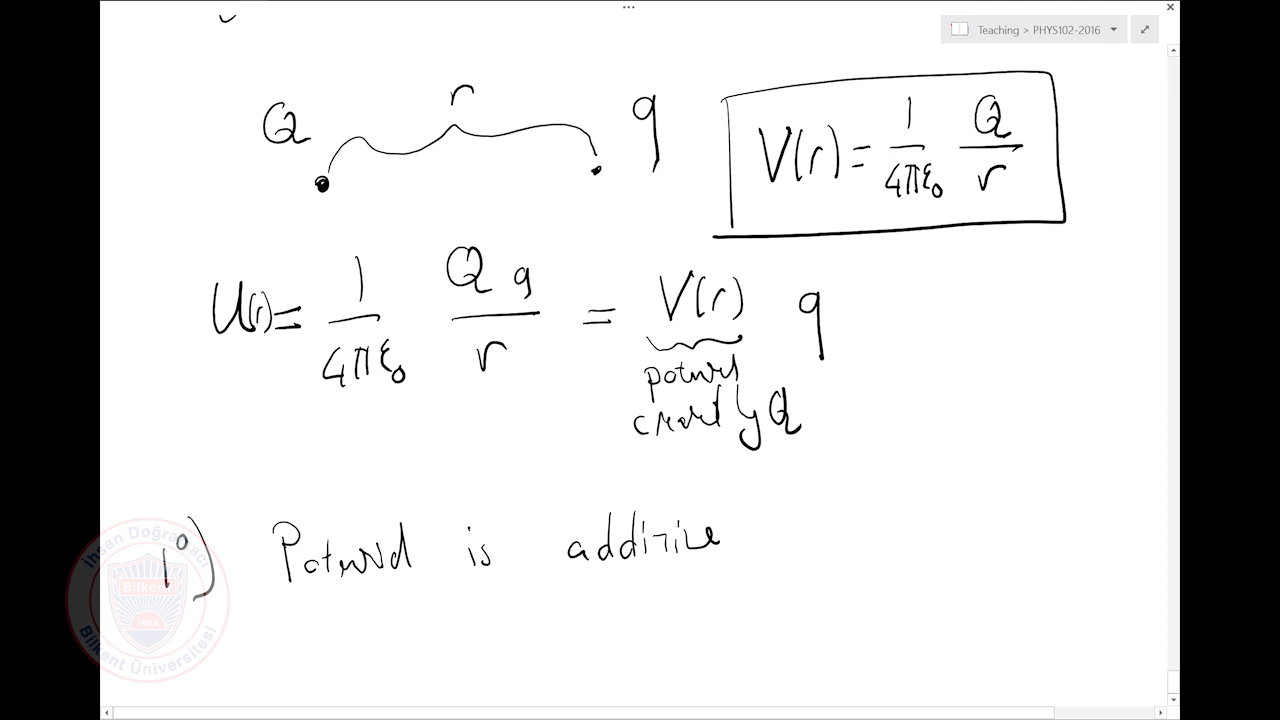 Teaching > PHYS102-2016
Q r q
V(r) = 1/4πε₀ Q/r
U(r) = 1/4πε₀ Qq/r = V(r) q
potential
created by Q
1º) Potential is additive
İhsan Doğramacı
Bilkent
1984
Bilkent Üniversitesi